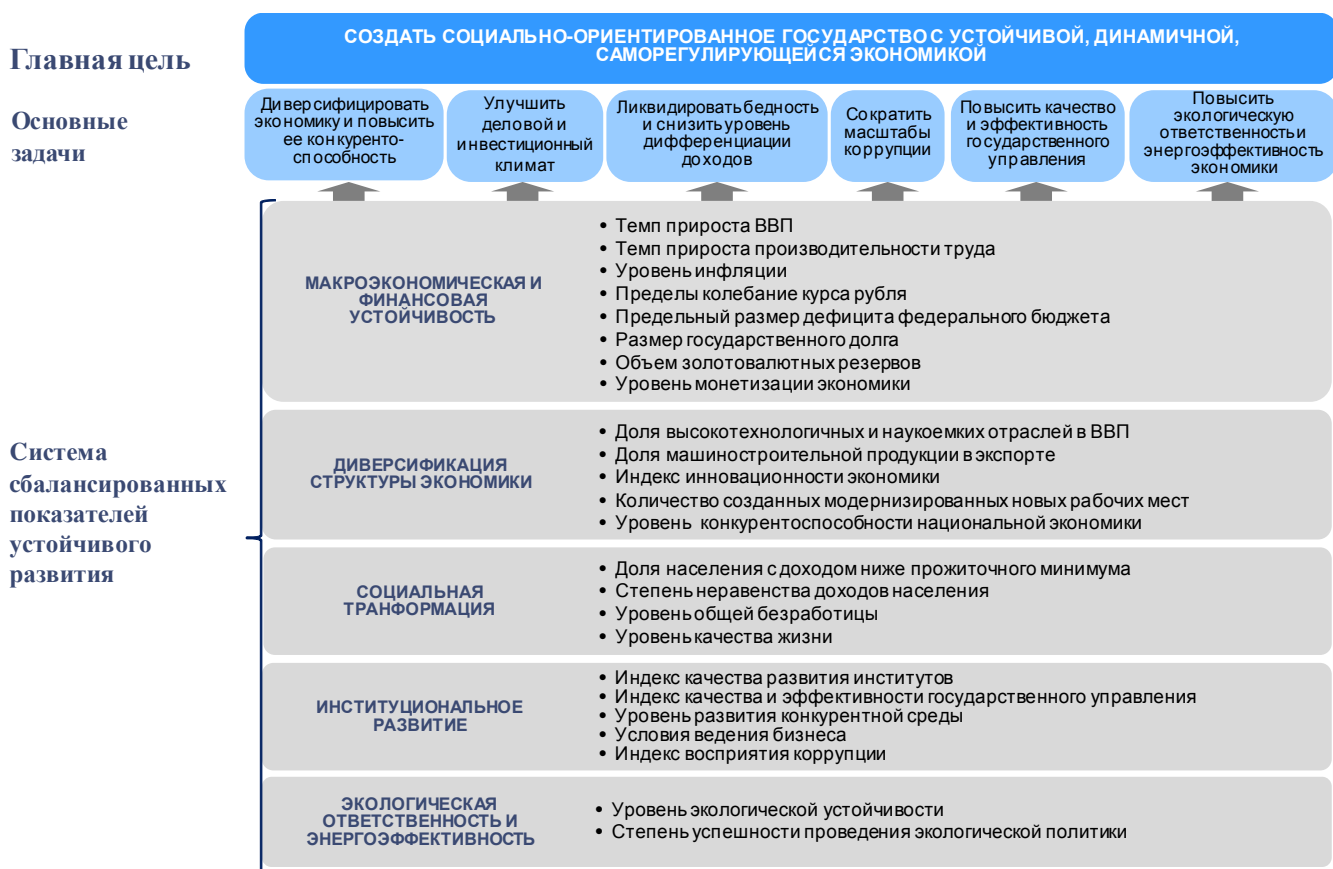 Главная цель
СОЗДАТЬ СОЦИАЛЬНО-ОРИЕНТИРОВАННОЕ ГОСУДАРСТВО С УСТОЙЧИВОЙ, ДИНАМИЧНОЙ,
САМОРЕГУЛИРУЮЩЕЙСЯ ЭКОНОМИКОЙ
Основные
задачи
Диверсифицировать
экономику и повысить
ее конкуренто-
способность
Улучшить
деловой и
инвестиционный
климат
Ликвидировать бедность
и снизить уровень
дифференциации
доходов
Сократить
масштабы
коррупции
Повысить качество
и эффективность
государственного
управления
Повысить
экологическую
ответственность и
энергоэффективность
экономики
Система
сбалансированных
показателей
устойчивого
развития
МАКРОЭКОНОМИЧЕСКАЯ И
ФИНАНСОВАЯ
УСТОЙЧИВОСТЬ
• Темп прироста ВВП
• Темп прироста производительности труда
• Уровень инфляции
• Пределы колебание курса рубля
• Предельный размер дефицита федерального бюджета
• Размер государственного долга
• Объем золотовалютных резервов
• Уровень монетизации экономики
ДИВЕРСИФИКАЦИЯ
СТРУКТУРЫ ЭКОНОМИКИ
• Доля высокотехнологичных и наукоемких отраслей в ВВП
• Доля машиностроительной продукции в экспорте
• Индекс инновационности экономики
• Количество созданных модернизированных новых рабочих мест
• Уровень конкурентоспособности национальной экономики
СОЦИАЛЬНАЯ
ТРАНФОРМАЦИЯ
• Доля населения с доходом ниже прожиточного минимума
• Степень неравенства доходов населения
• Уровень общей безработицы
• Уровень качества жизни
ИНСТИТУЦИОНАЛЬНОЕ
РАЗВИТИЕ
• Индекс качества развития институтов
• Индекс качества и эффективности государственного управления
• Уровень развития конкурентной среды
• Условия ведения бизнеса
• Индекс восприятия коррупции
ЭКОЛОГИЧЕСКАЯ
ОТВЕТСТВЕННОСТЬ И
ЭНЕРГОЭФФЕКТИВНОСТЬ
• Уровень экологической устойчивости
• Степень успешности проведения экологической политики